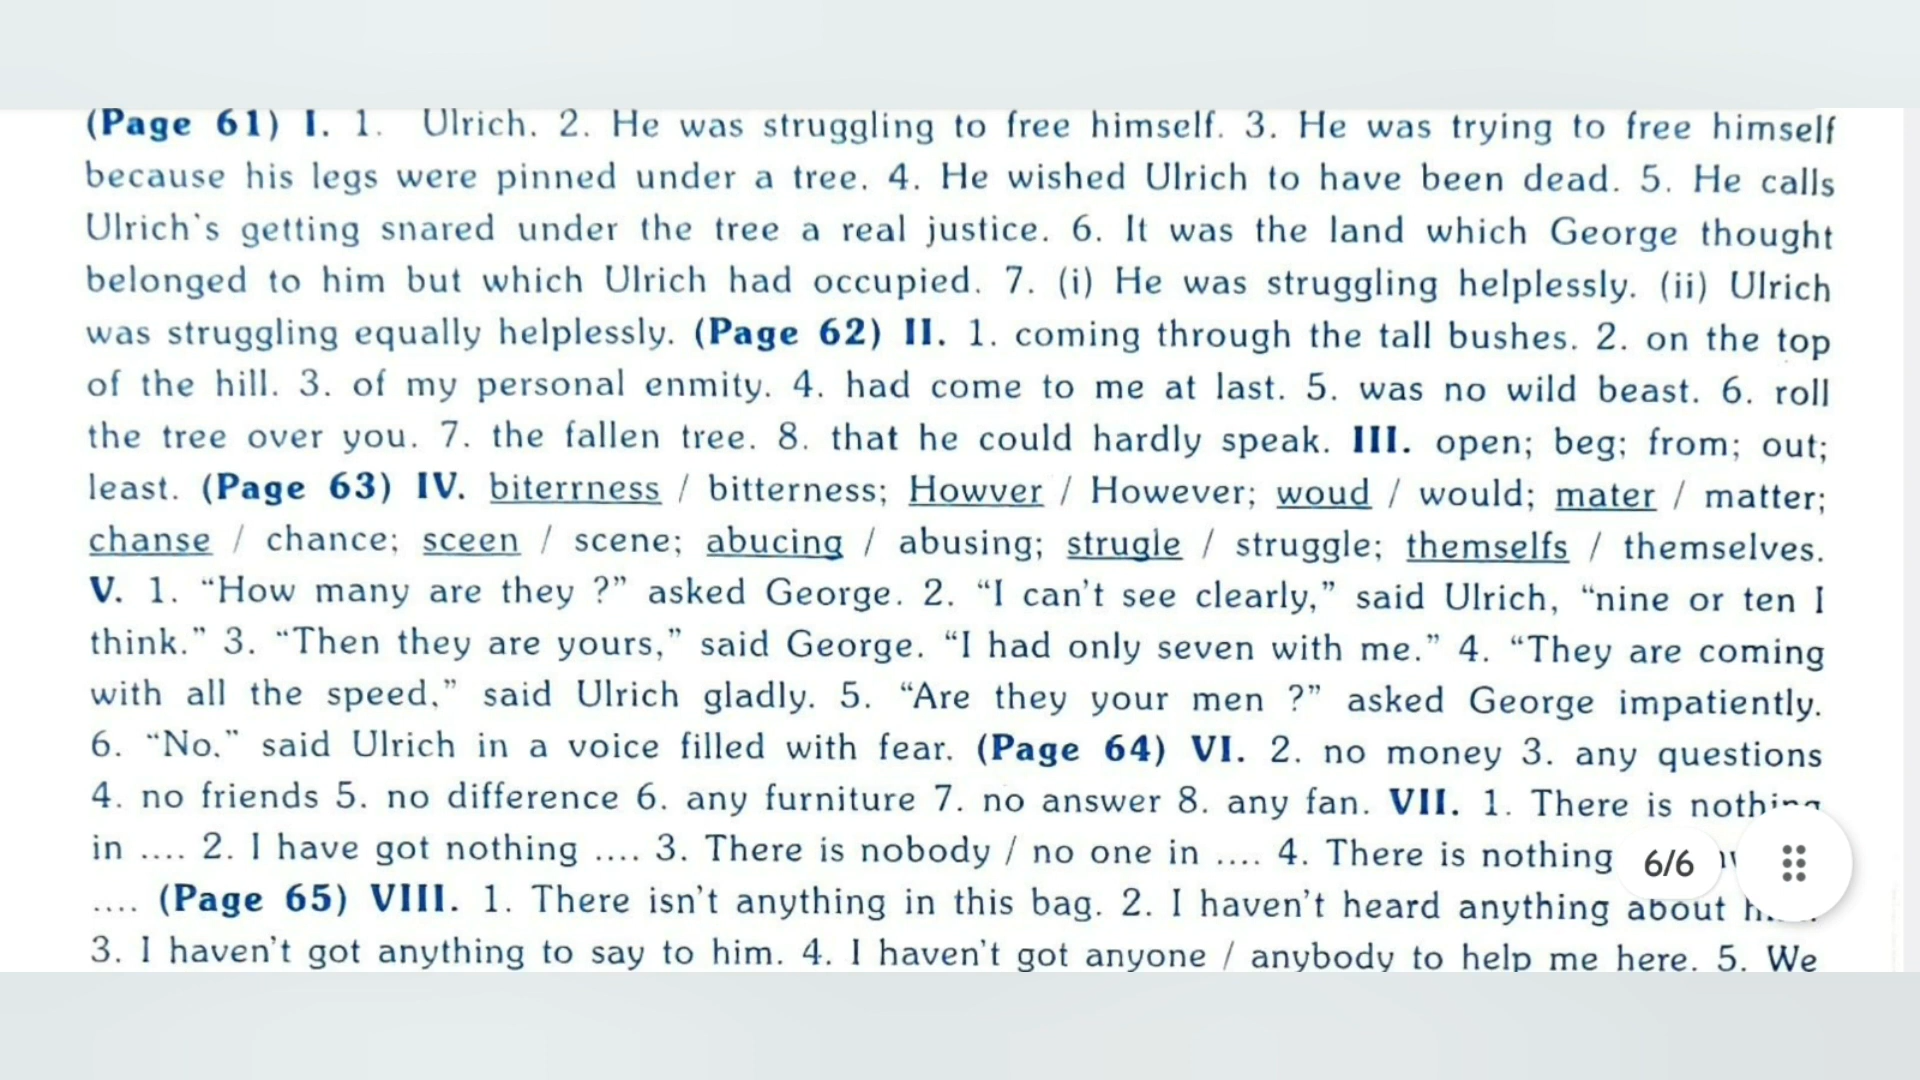 (Page 61) I. 1. Ulrich. 2. He was struggling to free himself. 3. He was trying to free himself
because his legs were pinned under a tree. 4. He wished Ulrich to have been dead. 5. He calls
Ulrich's getting snared under the tree a real justice. 6. It was the land which George thought
belonged to him but which Ulrich had occupied. 7. (i) He was struggling helplessly. (ii) Ulrich
was struggling equally helplessly. (Page 62) II. 1. coming through the tall bushes. 2. on the top
of the hill. 3. of my personal enmity. 4. had come to me at last. 5. was no wild beast. 6. roll
the tree over you. 7. the fallen tree. 8. that he could hardly speak. III. open; beg; from; out;
least. (Page 63) IV. biterrness / bitterness; Howver / However; woud / would; mater / matter;
chanse / chance; sceen / scene; abucing / abusing; strugle / struggle; themselfs / themselves.
V. 1. “How many are they ?” asked George. 2. “I can't see clearly,” said Ulrich, “nine or ten I
think.” 3. “Then they are yours,” said George. “I had only seven with me.” 4. “They are coming
with all the speed,” said Ulrich gladly. 5. “Are they your men ?” asked George impatiently.
6. “No.” said Ulrich in a voice filled with fear. (Page 64) VI. 2. no money 3. any questions
4. no friends 5. no difference 6. any furniture 7. no answer 8. any fan. VII. 1. There is nothing
in .... 2. I have got nothing .... 3. There is nobody / no one in .... 4. There is nothing
6/6
.... (Page 65) VIII. 1. There isn't anything in this bag. 2. I haven't heard anything about
3. I haven't got anything to say to him. 4. I haven't got anyone / anybody to help me here. 5. We